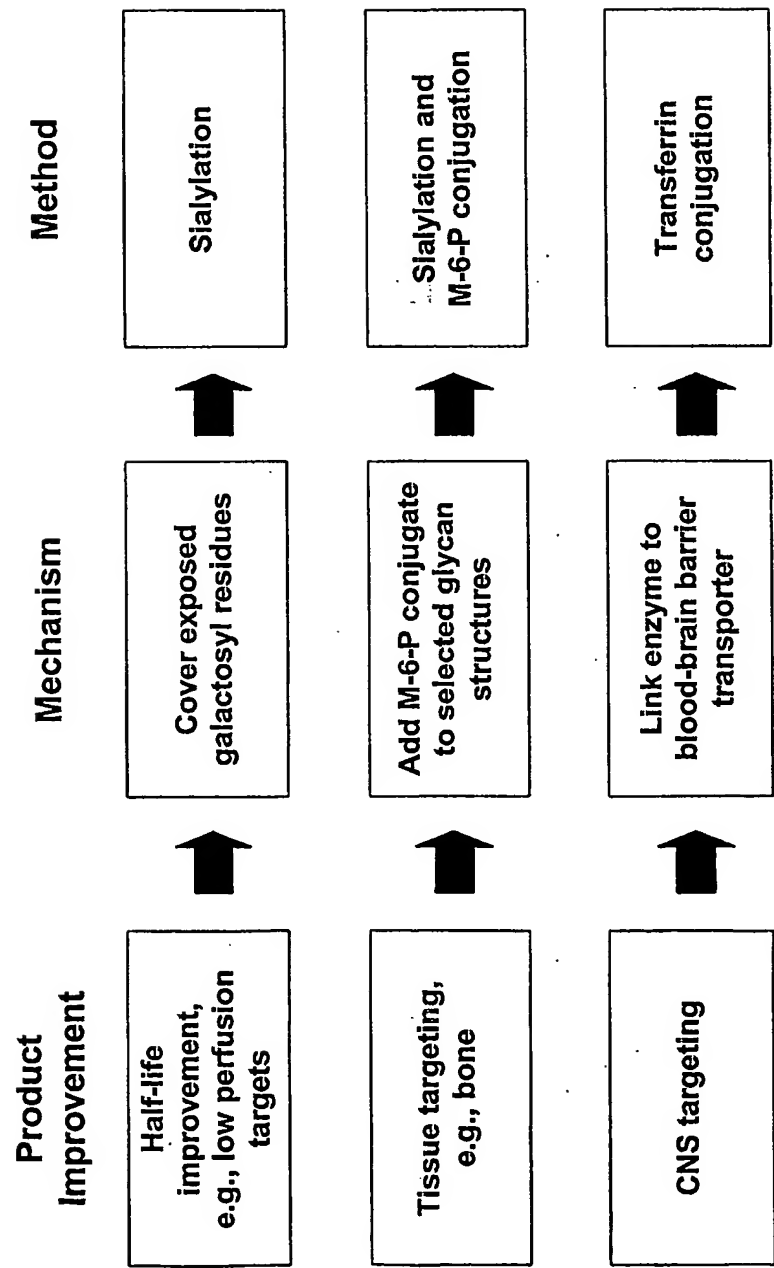 Product
Improvement
Mechanism
Method
Half-life
improvement,
e.g., low perfusion
targets
Cover exposed
galactosyl residues
Sialylation
Tissue targeting,
e.g., bone
Add M-6-P conjugate
to selected glycan
structures
Sialylation and
M-6-P conjugation
CNS targeting
Link enzyme to
blood-brain barrier
transporter
Transferrin
conjugation